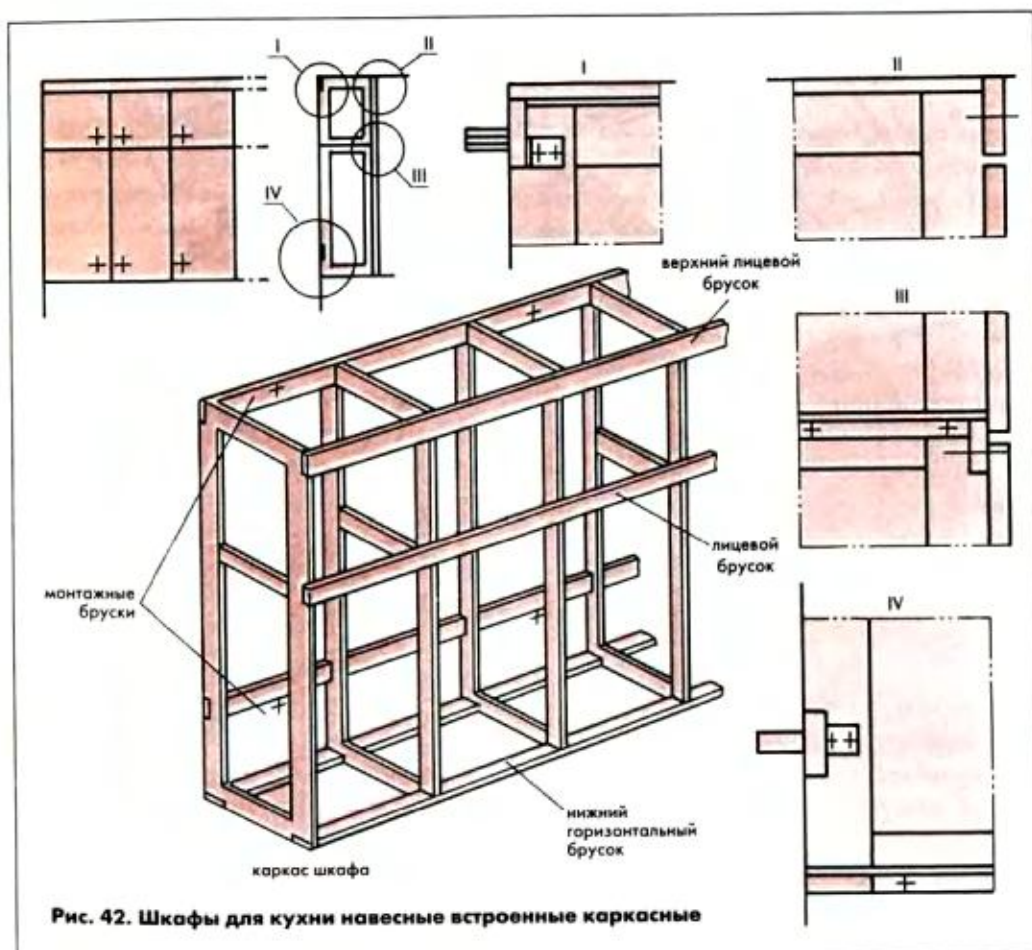 I
II
III
IV
I
II
верхний лицевой
брусок
III
лицевой
брусок
монтажные
бруски
IV
нижний
горизонтальный
брусок
каркас шкафа
Рис. 42. Шкафы для кухни навесные встроенные каркасные